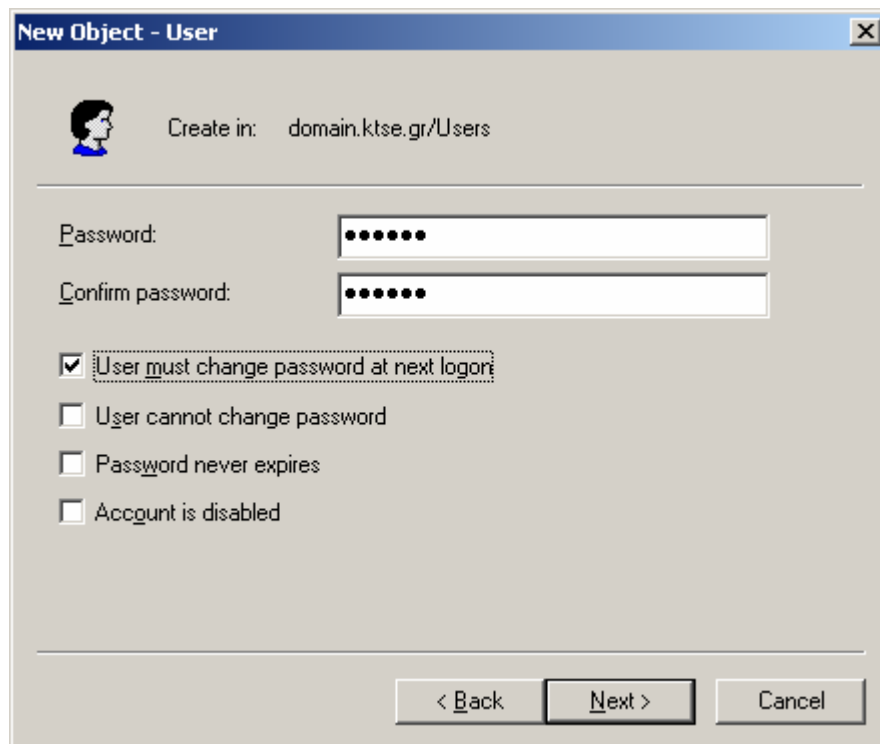 New Object - User
Create in: domain.ktse.gr/Users
Password: ●●●●●●
Confirm password: ●●●●●●
User must change password at next logon
User cannot change password
Password never expires
Account is disabled
< Back Next > Cancel